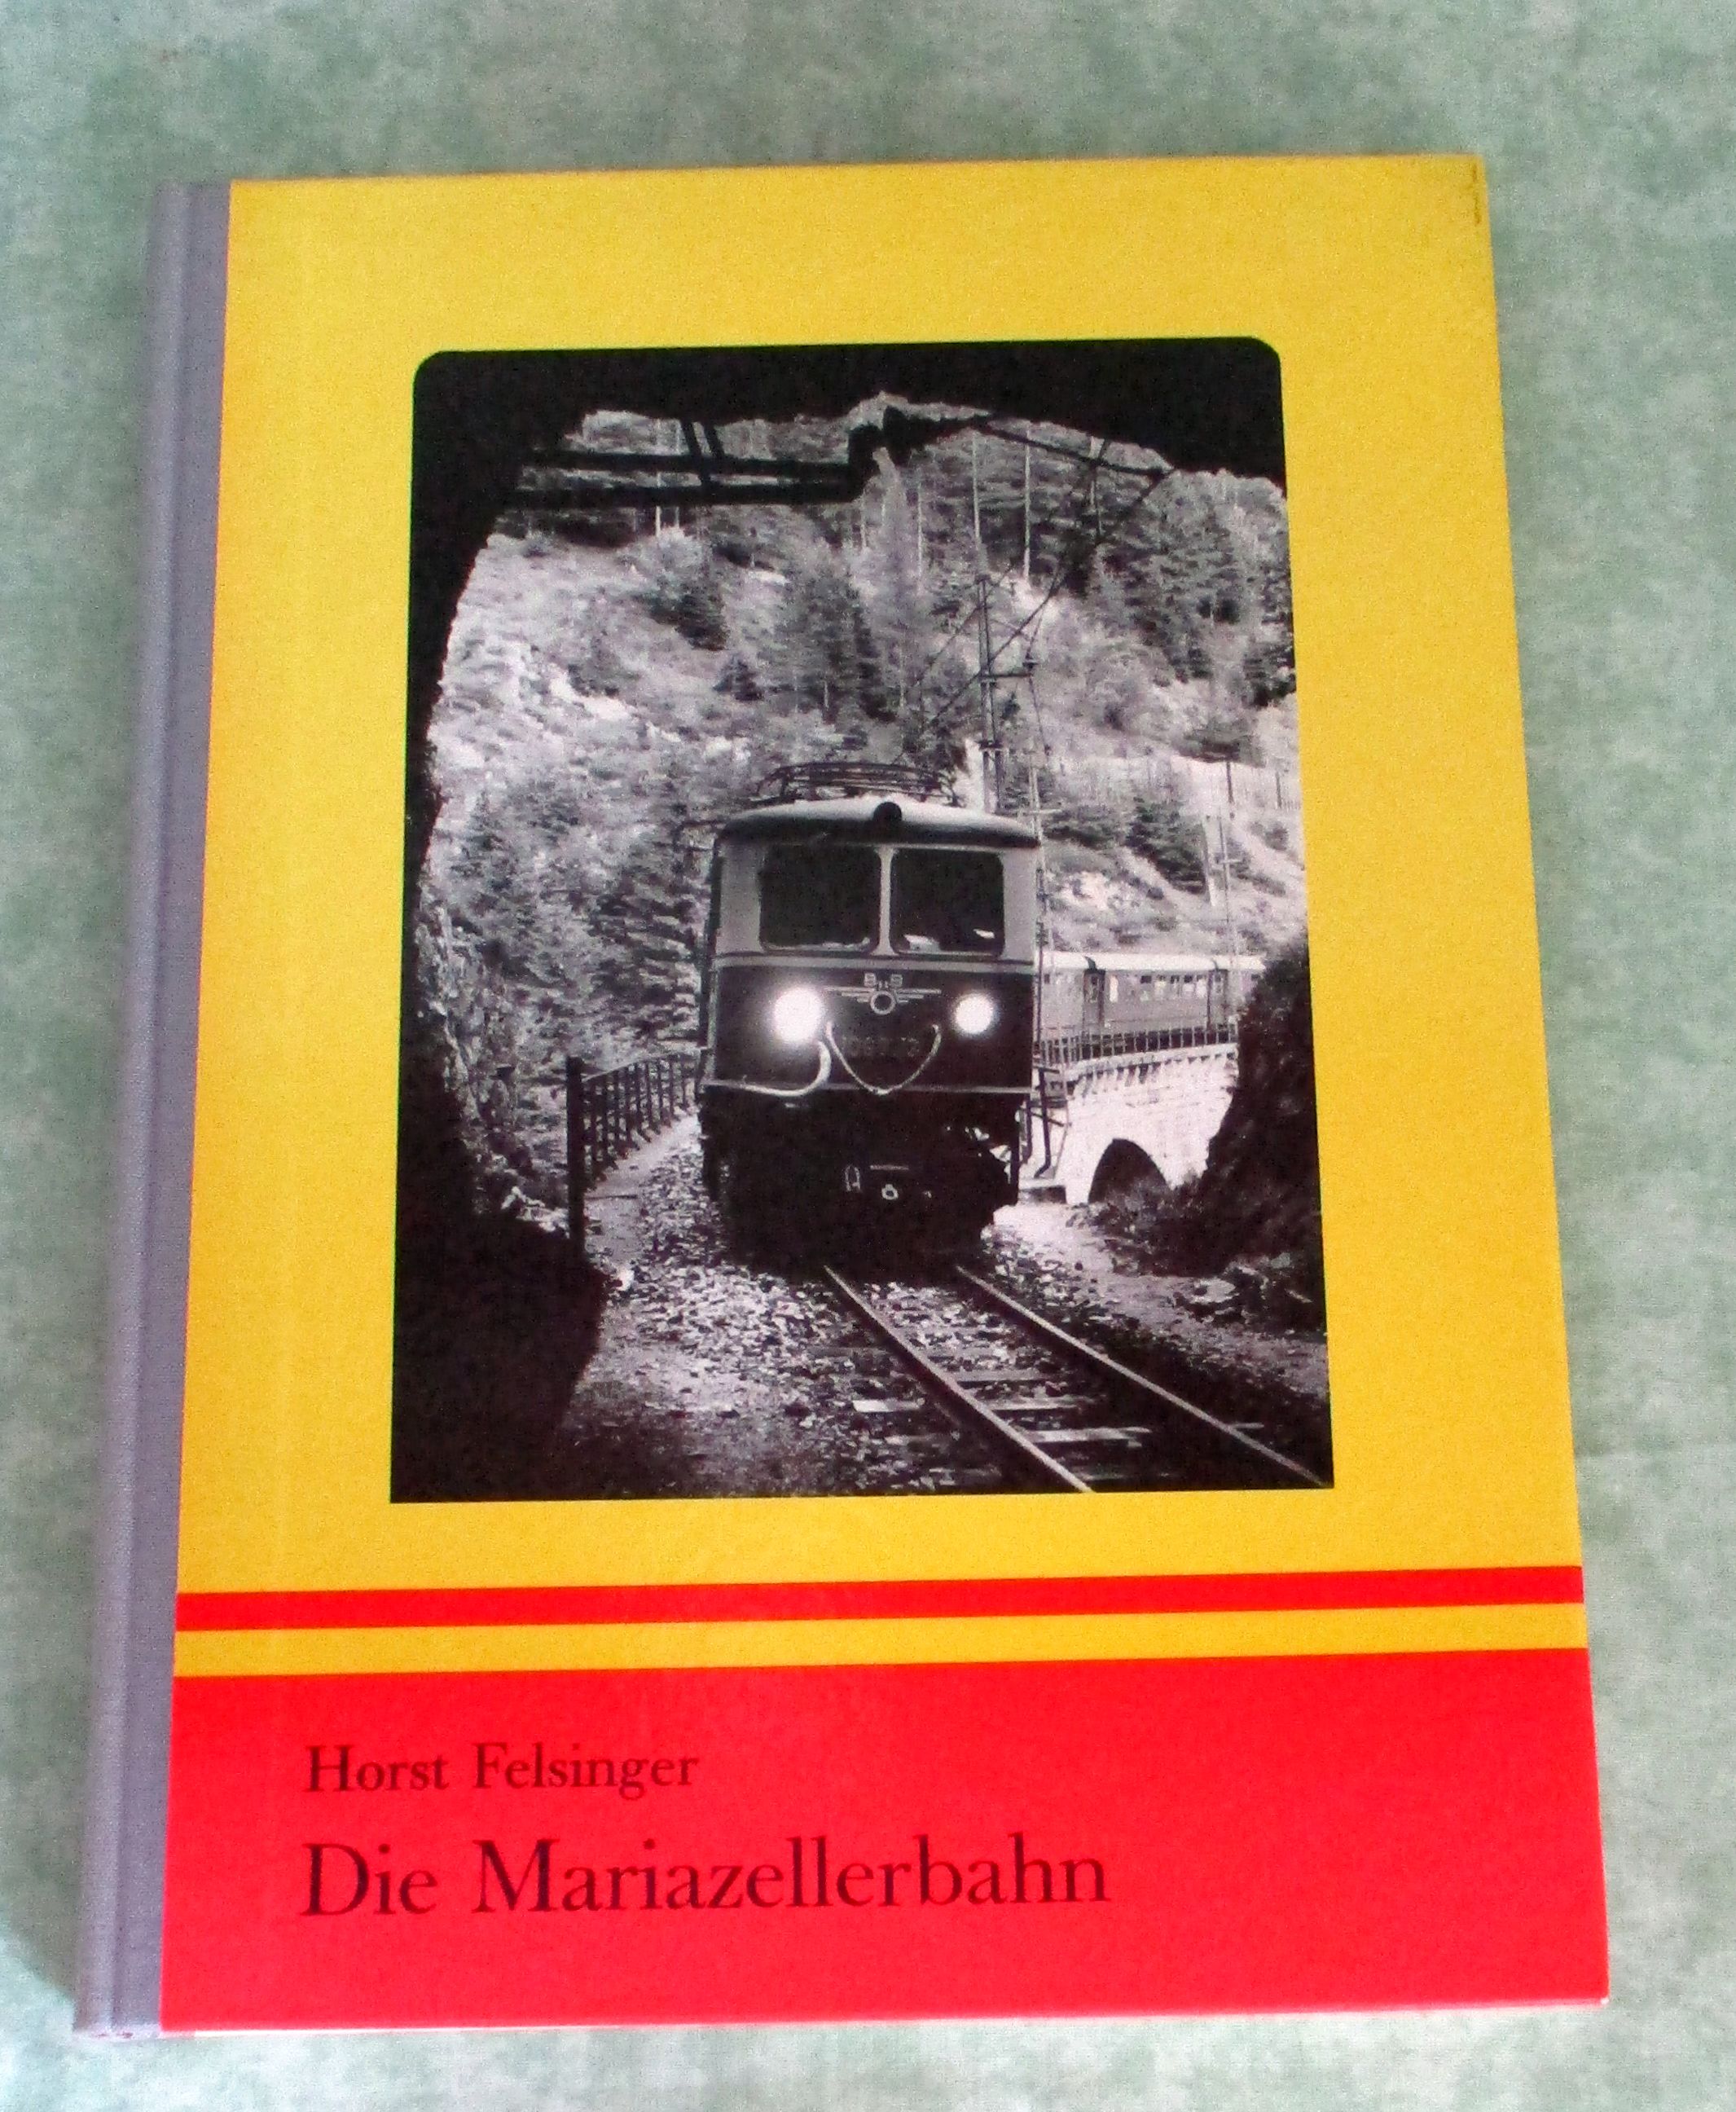 Horst Felsinger
Die Mariazellerbahn